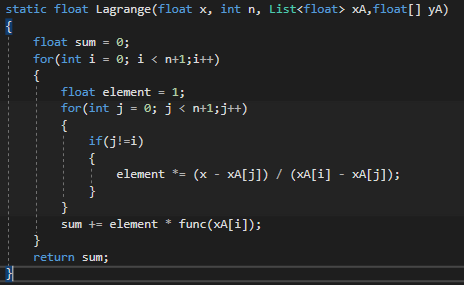 static float Lagrange(float x, int n, List<float> xA,float[] yA)
{
float sum = 0;
for(int i = 0; i < n+1;i++)
{
float element = 1;
for(int j = 0; j < n+1;j++)
{
if(j!=i)
{
element *= (x - xA[j]) / (xA[i] - xA[j]);
}
}
sum += element * func(xA[i]);
}
return sum;
}